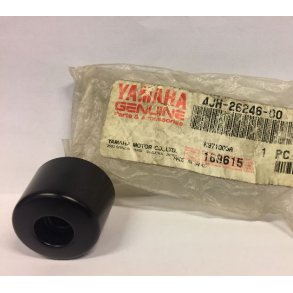 YAMAHA
GENUINE
Parts & Accessories
4JH-26246-00
YAMAHA MOTOR CO.,LTD.
169615
1 PC